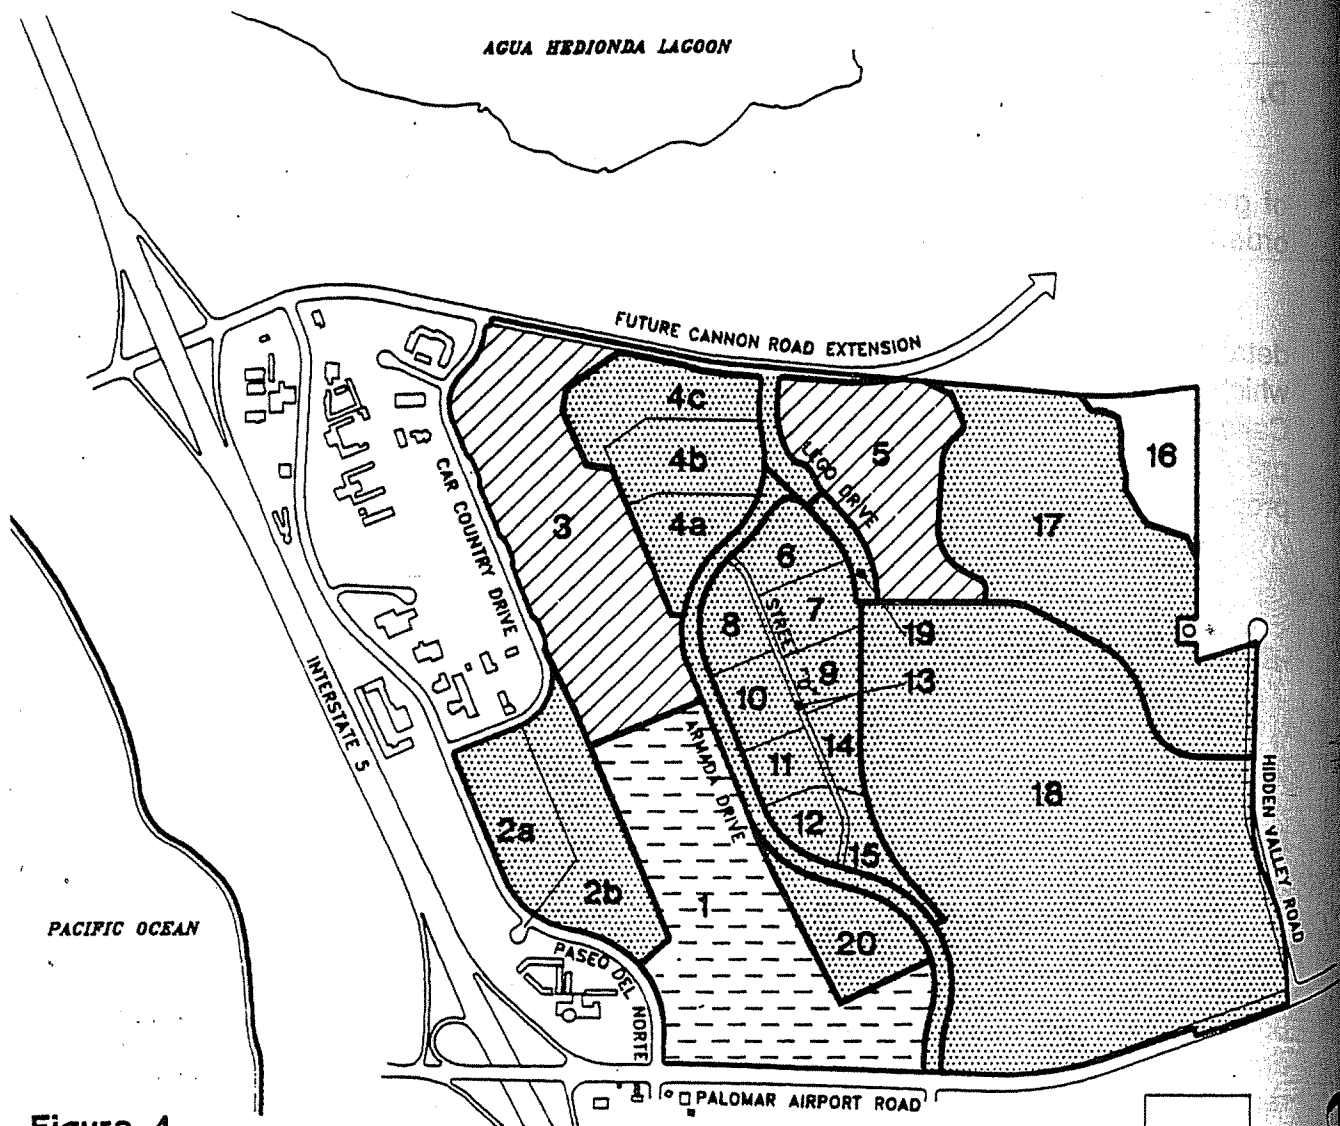 AGUA HEDIONDA LAGOON
FUTURE CANNON ROAD EXTENSION
4c
16
4b
5
LEGO DRIVE
CAR COUNTRY DRIVE
3
4a
17
6
STREET
7
8
19
9
13
10
INTERSTATE 5
ARMADA DRIVE
14
11
18
HIDDEN VALLEY ROAD
12
2a
15
2b
1
PACIFIC OCEAN
20
PASEO DEL NORTE
PALOMAR AIRPORT ROAD
Figure 4